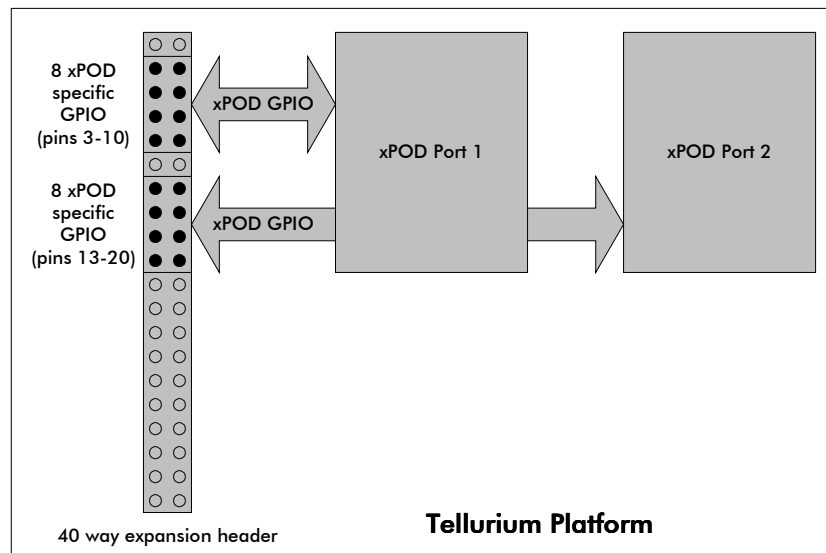 8 xPOD
specific
GPIO
(pins 3-10)
xPOD GPIO
xPOD Port 1
xPOD Port 2
8 xPOD
specific
GPIO
(pins 13-20)
xPOD GPIO
40 way expansion header
Tellurium Platform